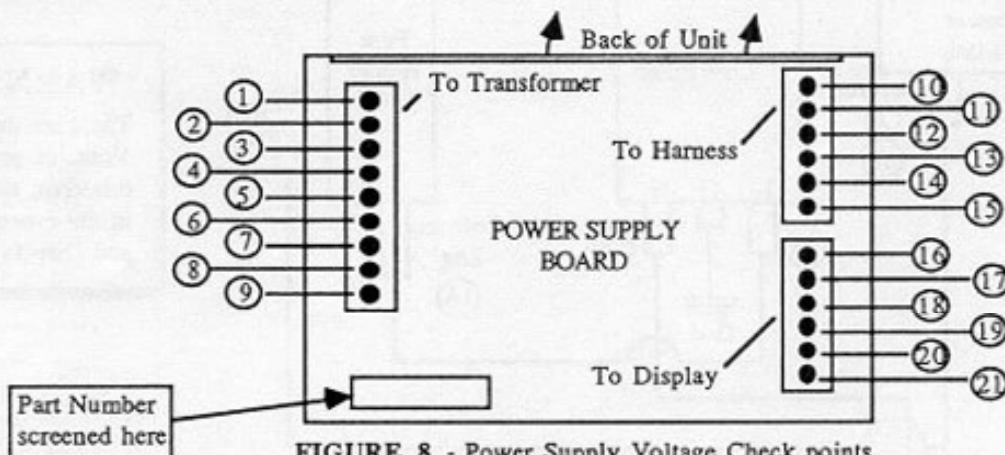 Back of Unit
To Transformer
1
2
3
4
5
6
7
8
9
10
11
12
13
14
15
To Harness
POWER SUPPLY
BOARD
16
17
18
19
20
21
To Display
Part Number
screened here
FIGURE 8 - Power Supply Voltage Check points